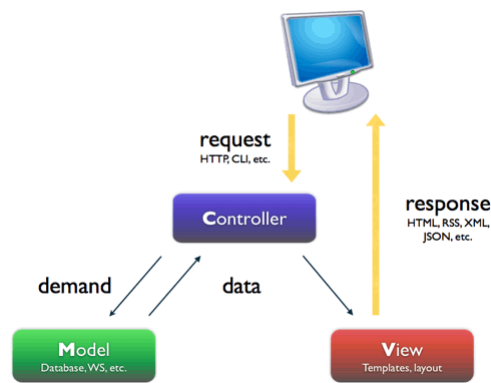 request
HTTP, CLI, etc.
Controller
response
HTML, RSS, XML,
JSON, etc.
demand
data
Model
Database, WS, etc.
View
Templates, layout